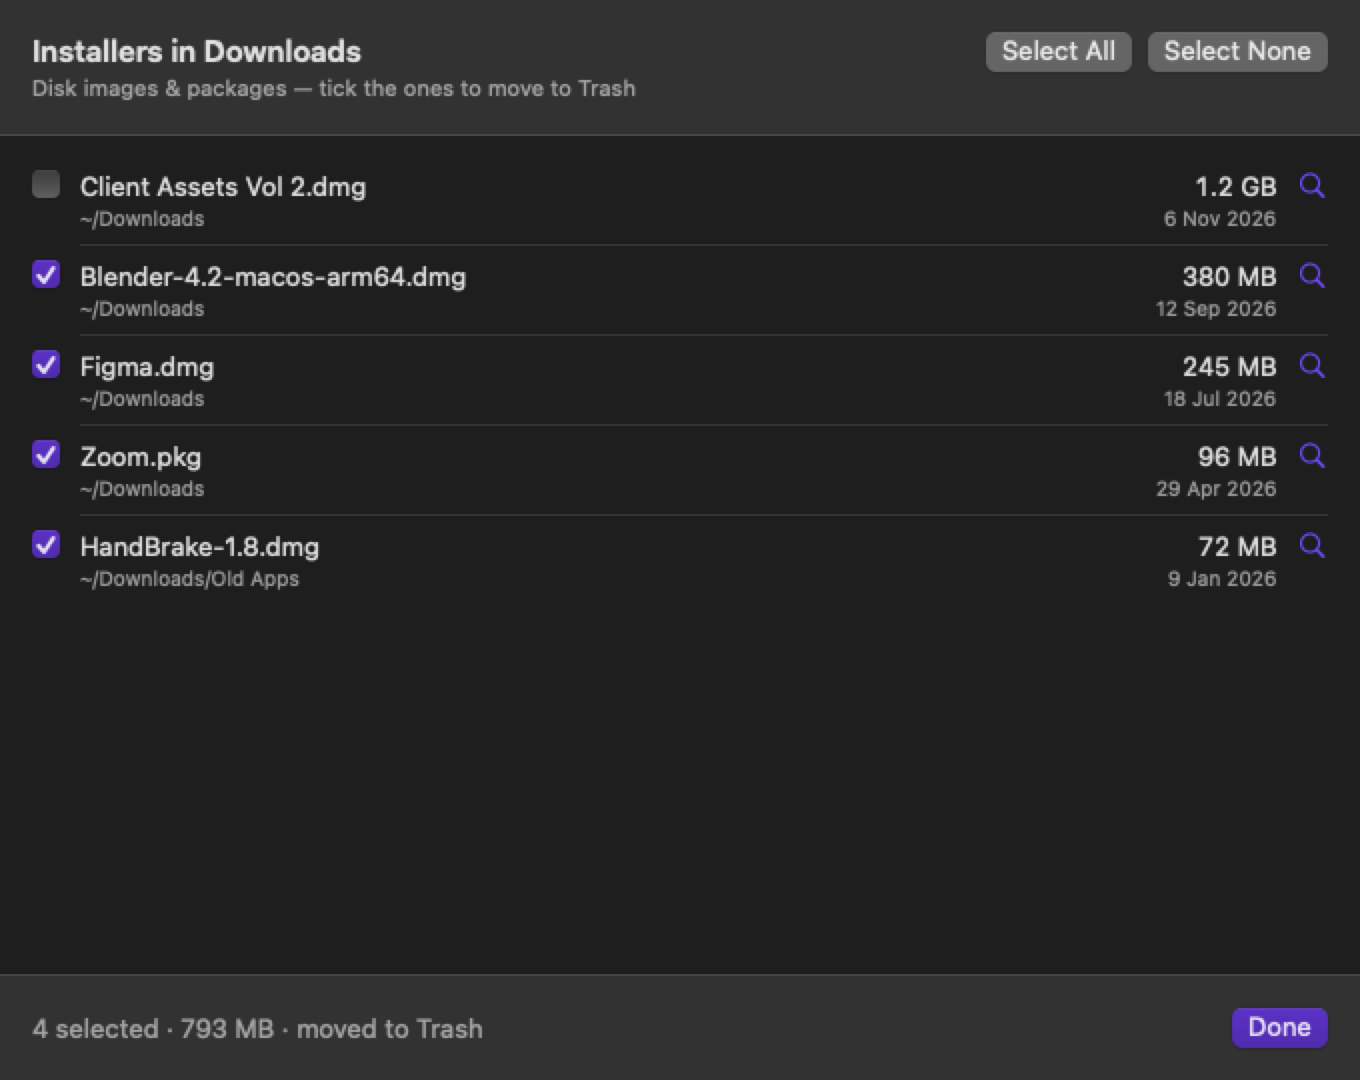 Installers in Downloads
Disk images & packages — tick the ones to move to Trash
Select All
Select None
Client Assets Vol 2.dmg
1.2 GB
~/Downloads
6 Nov 2026
Blender-4.2-macos-arm64.dmg
380 MB
~/Downloads
12 Sep 2026
Figma.dmg
245 MB
~/Downloads
18 Jul 2026
Zoom.pkg
96 MB
~/Downloads
29 Apr 2026
HandBrake-1.8.dmg
72 MB
~/Downloads/Old Apps
9 Jan 2026
4 selected · 793 MB · moved to Trash
Done